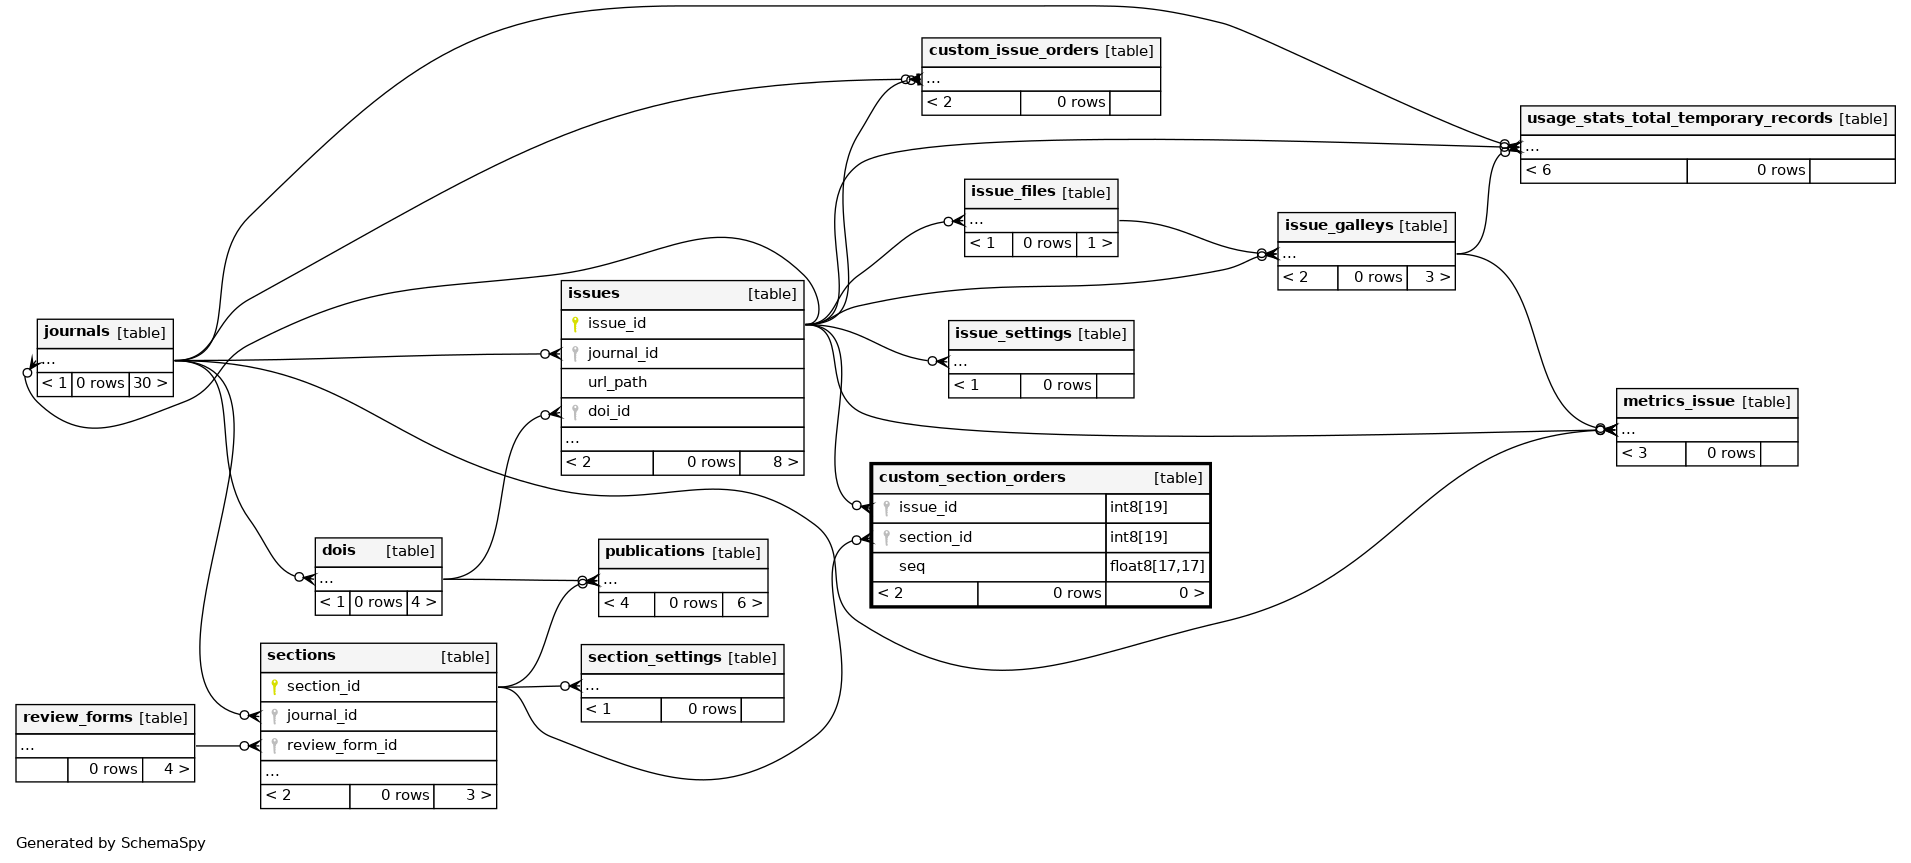 custom_issue_orders [table]
...
< 2 0 rows
usage_stats_total_temporary_records [table]
...
< 6 0 rows
issue_files [table]
...
< 1 0 rows 1 >
issue_galleys [table]
...
< 2 0 rows 3 >
issues [table]
issue_id
journal_id
url_path
doi_id
...
< 2 0 rows 8 >
journals [table]
...
< 1 0 rows 30 >
issue_settings [table]
...
< 1 0 rows
metrics_issue [table]
...
< 3 0 rows
custom_section_orders [table]
issue_id int8[19]
section_id int8[19]
seq float8[17,17]
< 2 0 rows 0 >
dois [table]
...
< 1 0 rows 4 >
publications [table]
...
< 4 0 rows 6 >
sections [table]
section_id
journal_id
review_form_id
...
< 2 0 rows 3 >
section_settings [table]
...
< 1 0 rows
review_forms [table]
...
0 rows 4 >
Generated by SchemaSpy